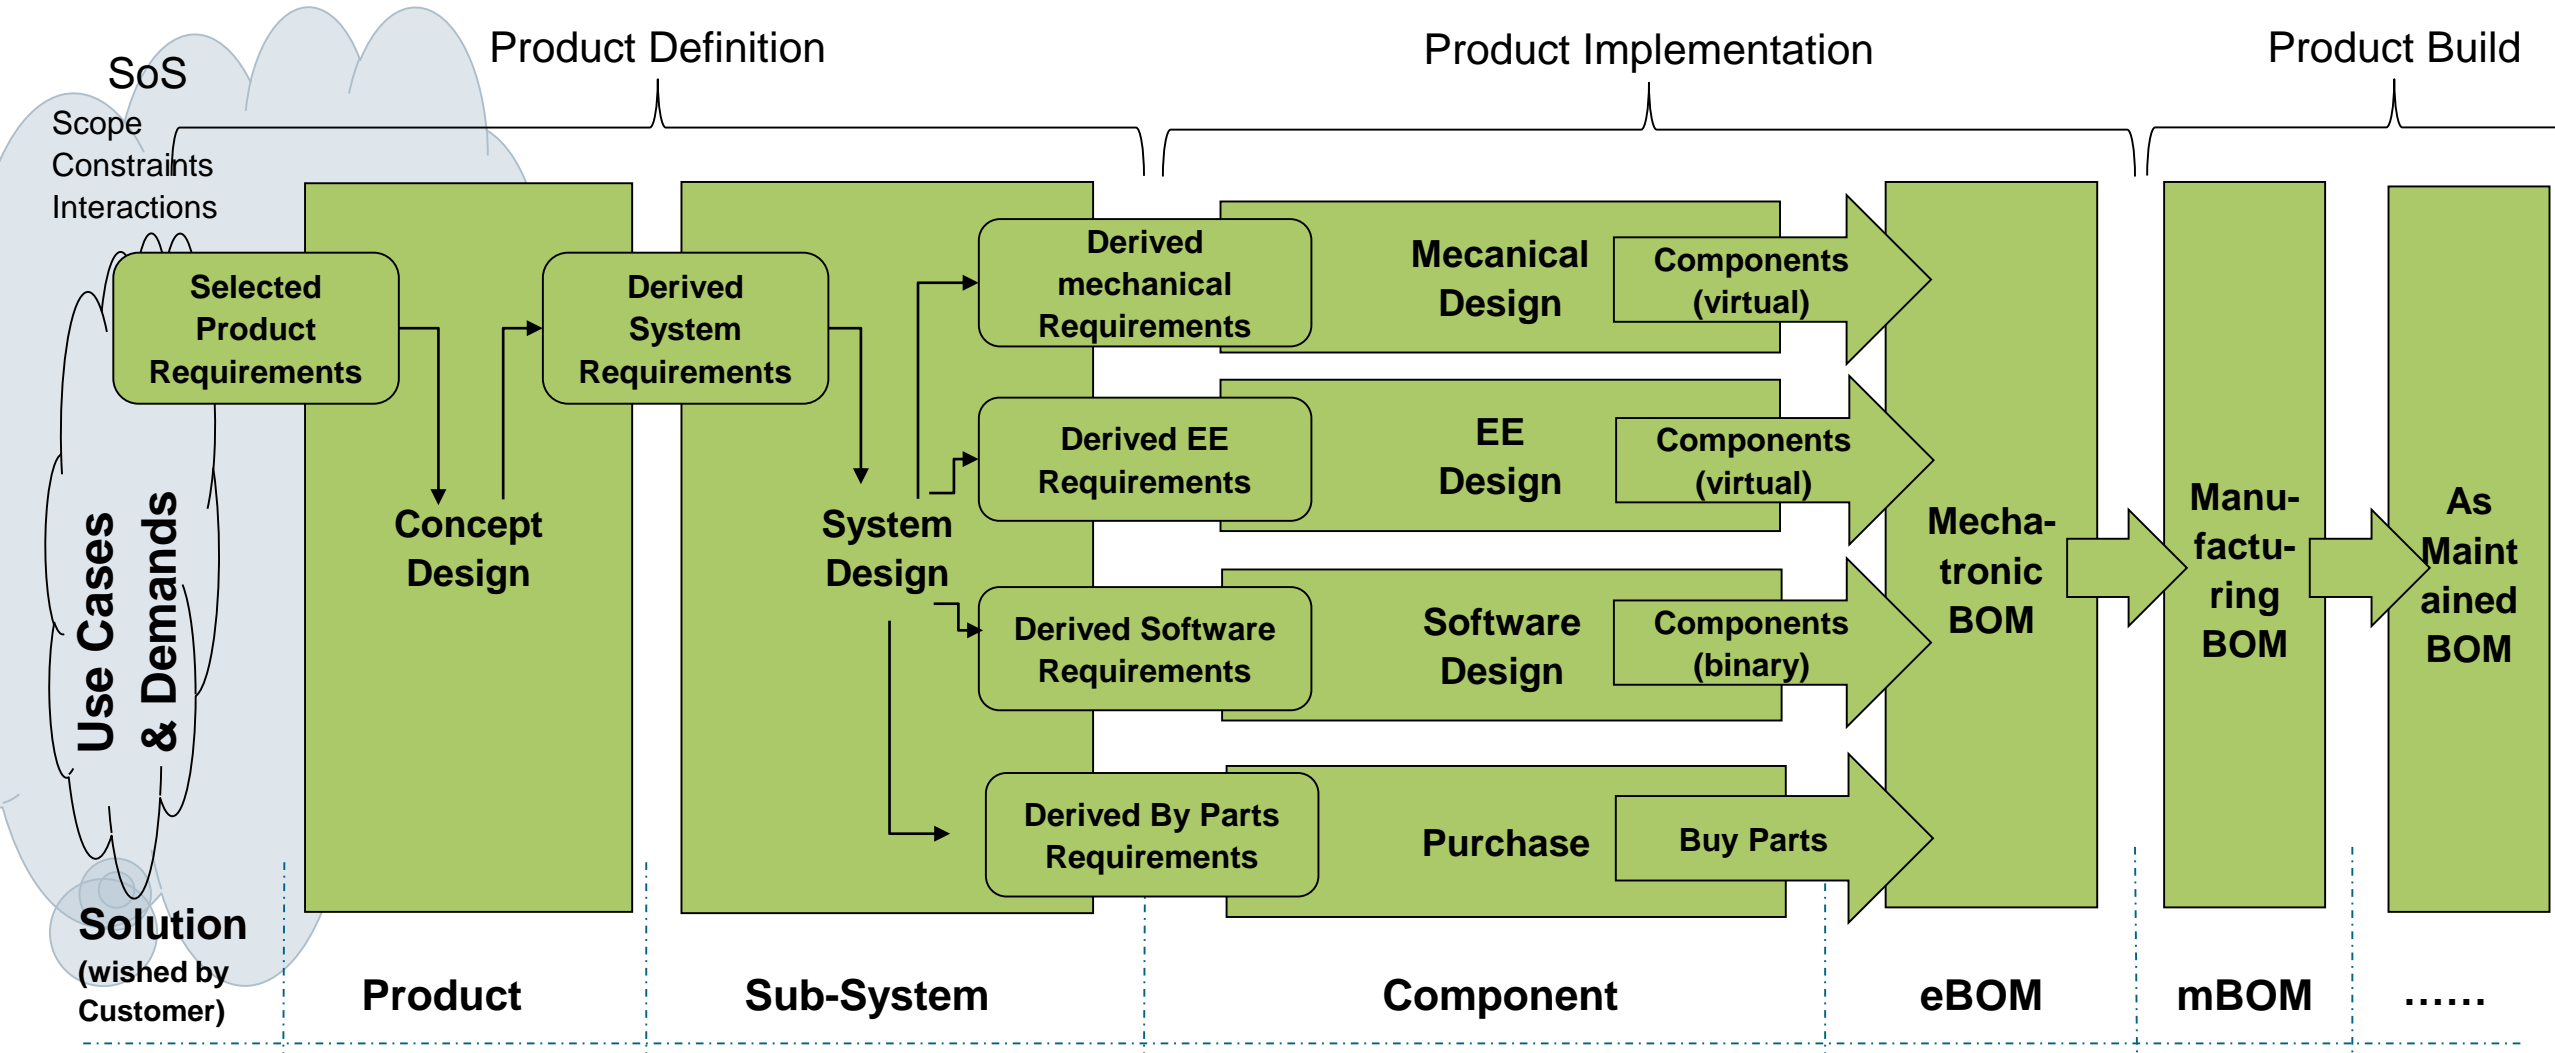 Product Definition
Product Implementation
Product Build
SoS
Scope
Constraints
Interactions
Use Cases
& Demands
Selected
Product
Requirements
Concept
Design
Derived
System
Requirements
System
Design
Derived
mechanical
Requirements
Mecanical
Design
Components
(virtual)
Derived EE
Requirements
EE
Design
Components
(virtual)
Derived Software
Requirements
Software
Design
Components
(binary)
Derived By Parts
Requirements
Purchase
Buy Parts
Mecha-
tronic
BOM
Manu-
factu-
ring
BOM
As
Maint
ained
BOM
Solution
(wished by
Customer)
Product
Sub-System
Component
eBOM
mBOM
......